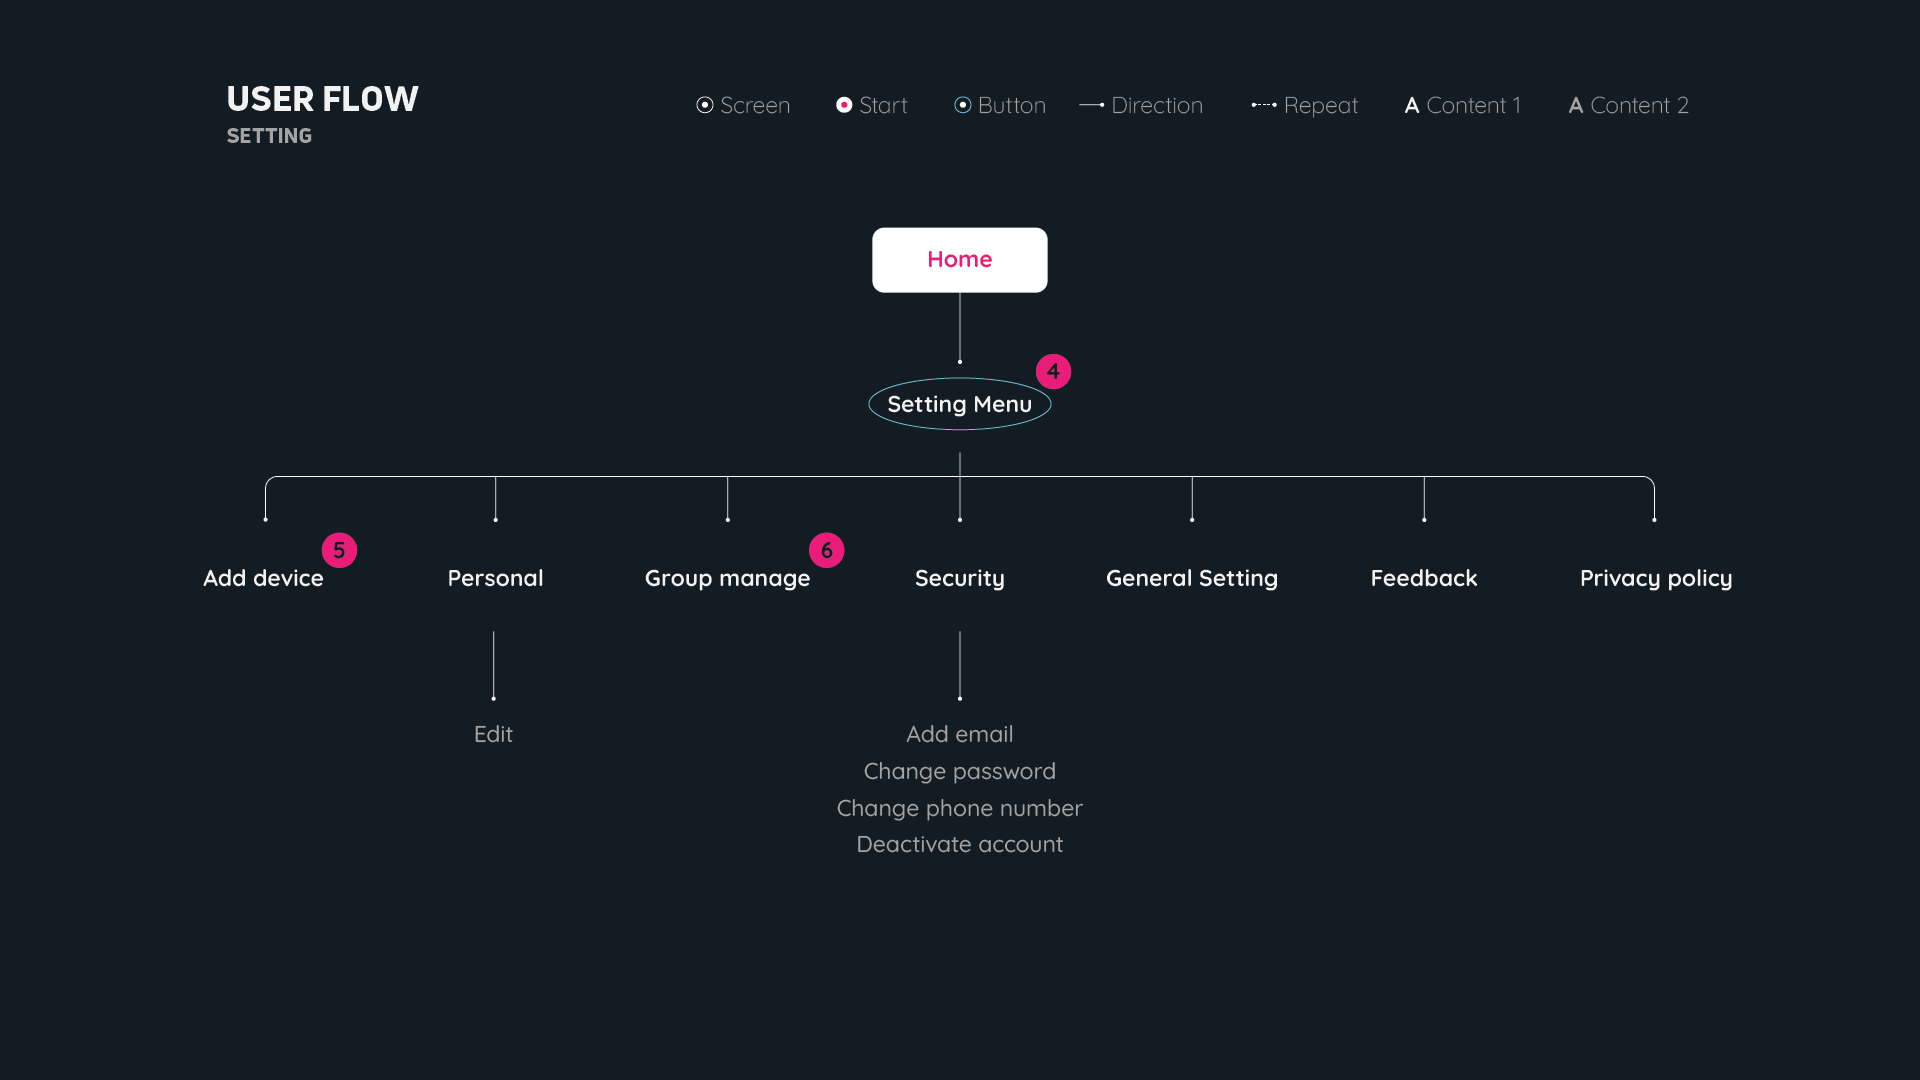 USER FLOW
SETTING
Screen
Start
Button
Direction
Repeat
A Content 1
A Content 2
Home
4
Setting Menu
5
6
Add device
Personal
Group manage
Security
General Setting
Feedback
Privacy policy
Edit
Add email
Change password
Change phone number
Deactivate account